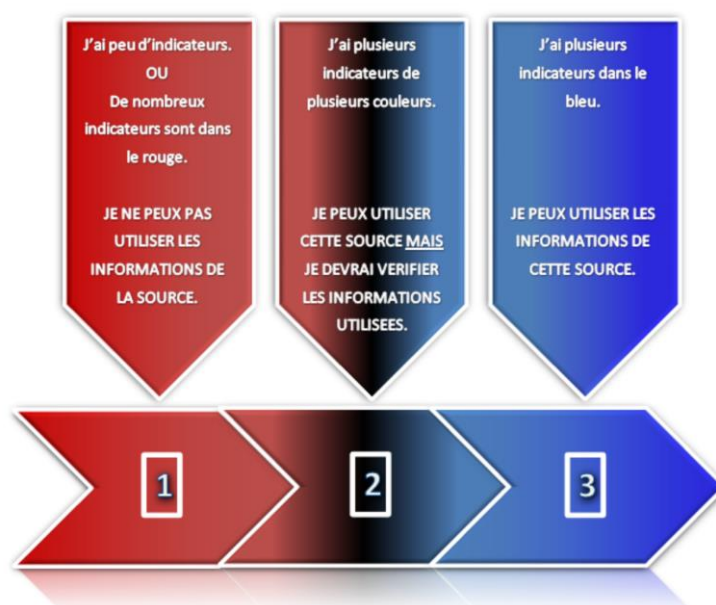 J'ai peu d'indicateurs.
OU
De nombreux
indicateurs sont dans
le rouge.
JE NE PEUX PAS
UTILISER LES
INFORMATIONS DE
LA SOURCE.
J'ai plusieurs
indicateurs de
plusieurs couleurs.
JE PEUX UTILISER
CETTE SOURCE MAIS
JE DEVRAI VERIFIER
LES INFORMATIONS
UTILISEES.
J'ai plusieurs
indicateurs dans le
bleu.
JE PEUX UTILISER LES
INFORMATIONS DE
CETTE SOURCE.
1
2
3